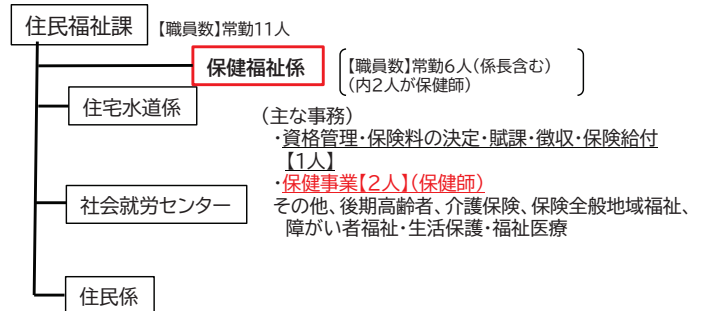 住民福祉課
【職員数】常勤11人
保健福祉係
【職員数】常勤6人(係長含む)
(内2人が保健師)
住宅水道係
(主な事務)
・資格管理・保険料の決定・賦課・徴収・保険給付
【1人】
・保健事業【2人】(保健師)
社会就労センター
その他、後期高齢者、介護保険、保険全般地域福祉、
障がい者福祉・生活保護・福祉医療
住民係